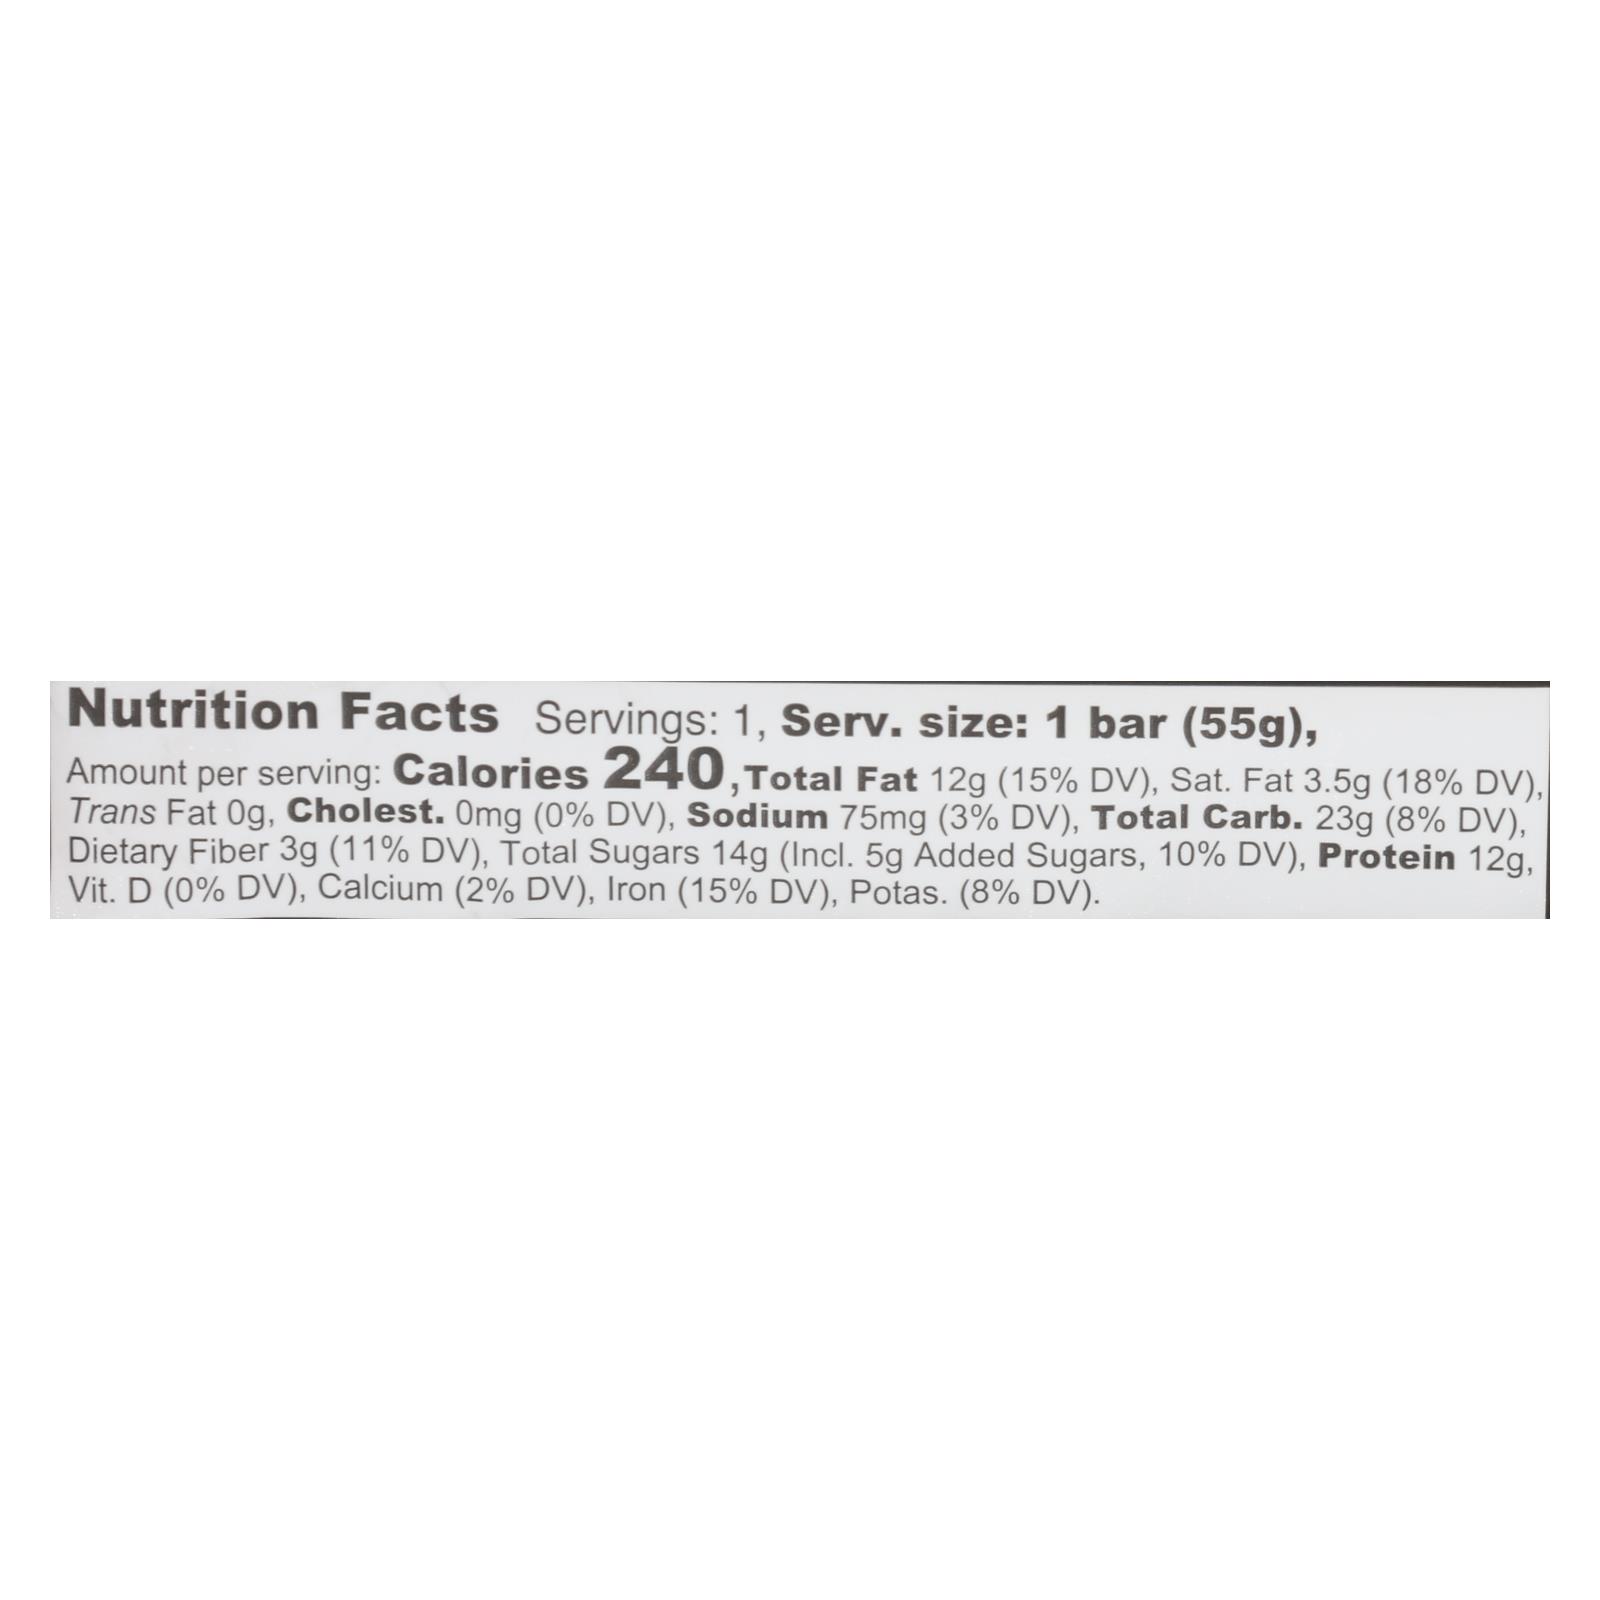 Nutrition Facts Servings: 1, Serv. size: 1 bar (55g),
Amount per serving: Calories 240, Total Fat 12g (15% DV), Sat. Fat 3.5g (18% DV),
Trans Fat 0g, Cholest. 0mg (0% DV), Sodium 75mg (3% DV), Total Carb. 23g (8% DV),
Dietary Fiber 3g (11% DV), Total Sugars 14g (Incl. 5g Added Sugars, 10% DV), Protein 12g,
Vit. D (0% DV), Calcium (2% DV), Iron (15% DV), Potas. (8% DV).